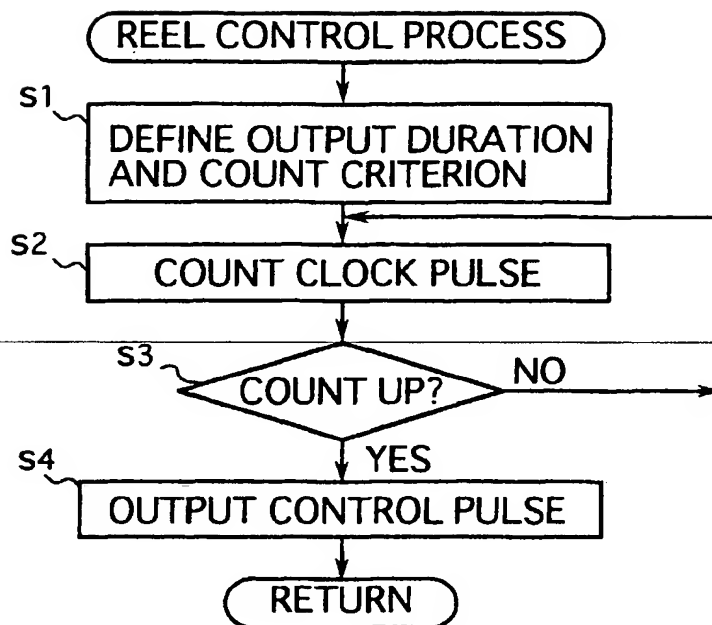 REEL CONTROL PROCESS
S1
DEFINE OUTPUT DURATION
AND COUNT CRITERION
S2
COUNT CLOCK PULSE
S3
COUNT UP?
NO
YES
S4
OUTPUT CONTROL PULSE
RETURN